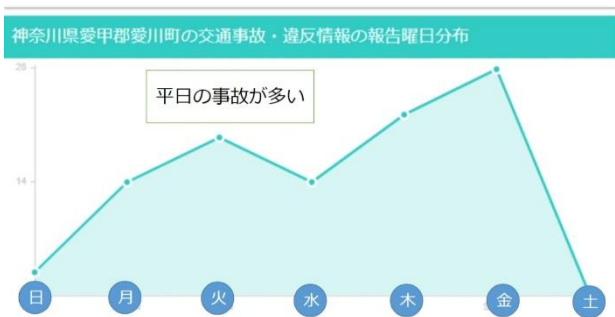 神奈川県愛甲郡愛川町の交通事故・違反情報の報告曜日分布
28
平日の事故が多い
14
日 月 火 水 木 金 土